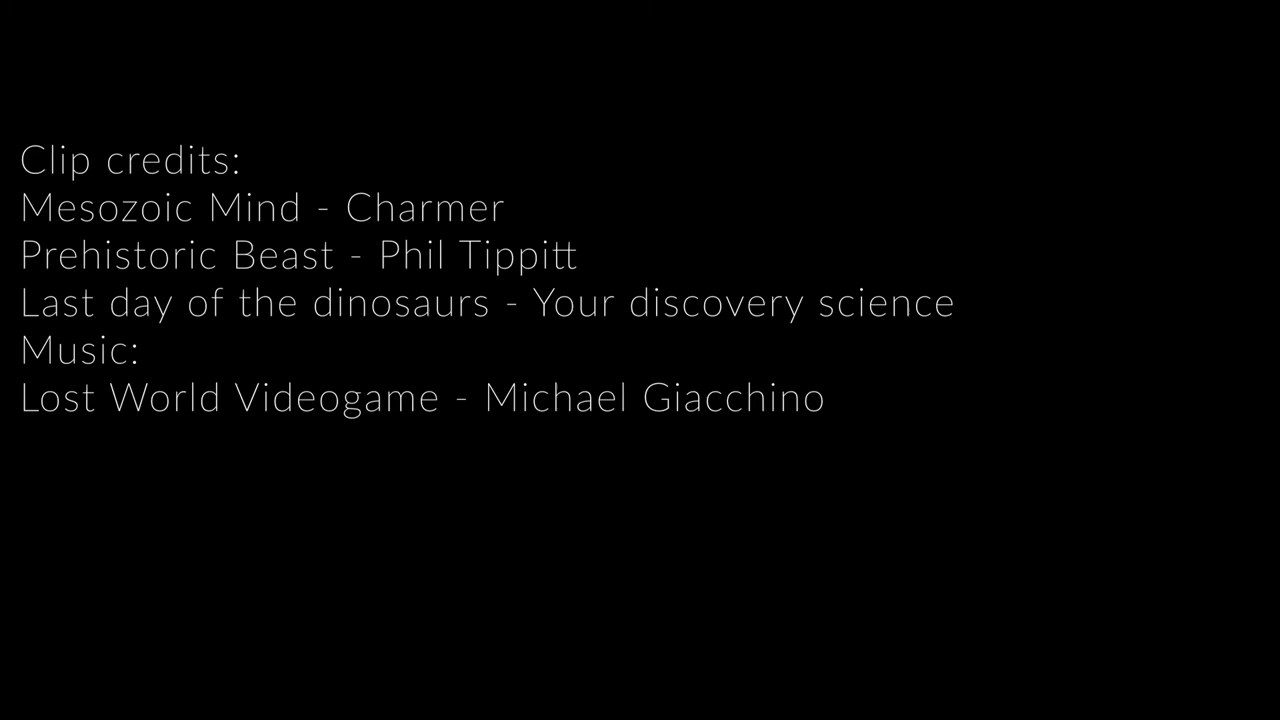 Clip credits:
Mesozoic Mind - Charmer
Prehistoric Beast - Phil Tippitt
Last day of the dinosaurs - Your discovery science
Music:
Lost World Videogame - Michael Giacchino